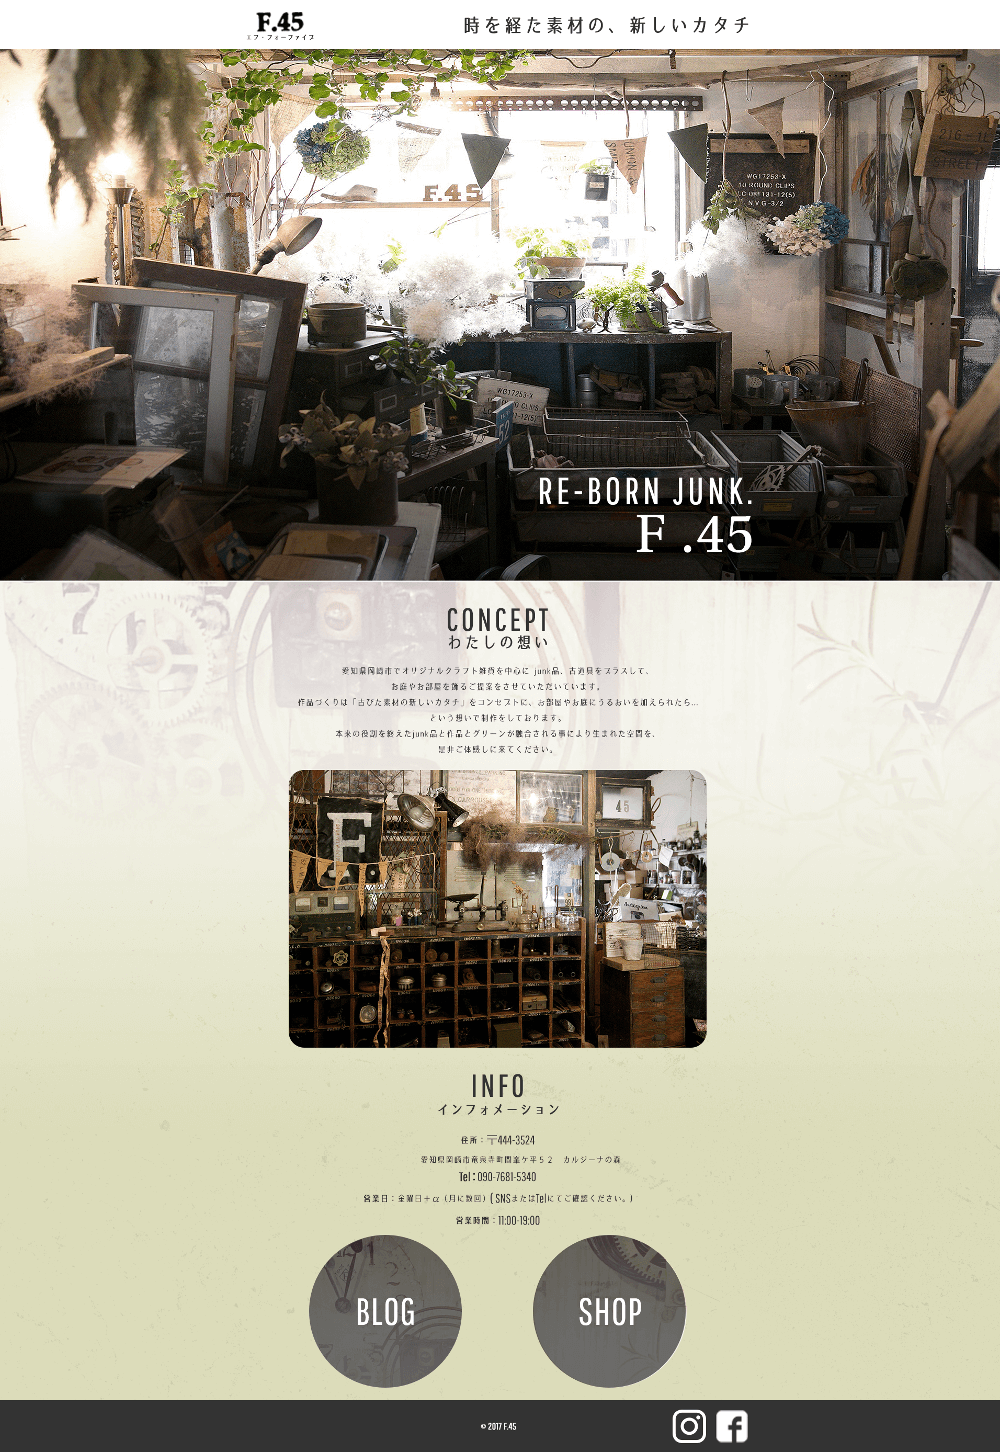 F.45
エフ・フォーファイブ
時を経た素材の、新しいカタチ
F.45
WG17253-X
10 ROUND CLIPS
N.V.G-3/2
216-11
STREET
WG17253-X
RE-BORN JUNK.
F .45
CONCEPT
わたしの想い
愛知県岡崎市でオリジナルクラフト雑貨を中心に junk品、古道具をプラスして、
お庭やお部屋を飾るご提案をさせていただいています。
作品づくりは「古びた素材の新しいカタチ」をコンセプトに、お部屋やお庭にうるおいを加えられたら...
という想いで制作をしております。
本来の役割を終えたjunk品と作品とグリーンが融合される事により生まれた空間を、
是非ご体感しに来てください。
F.
45
INFO
インフォメーション
住所：〒444-3524
愛知県岡崎市竜泉寺町間違ケ平５２　カルジーナの森
Tel：090-7681-5340
営業日：金曜日＋α（月に数回）( SNSまたはTelにてご確認ください。)
営業時間：11:00-19:00
BLOG
SHOP
© 2017 F.45